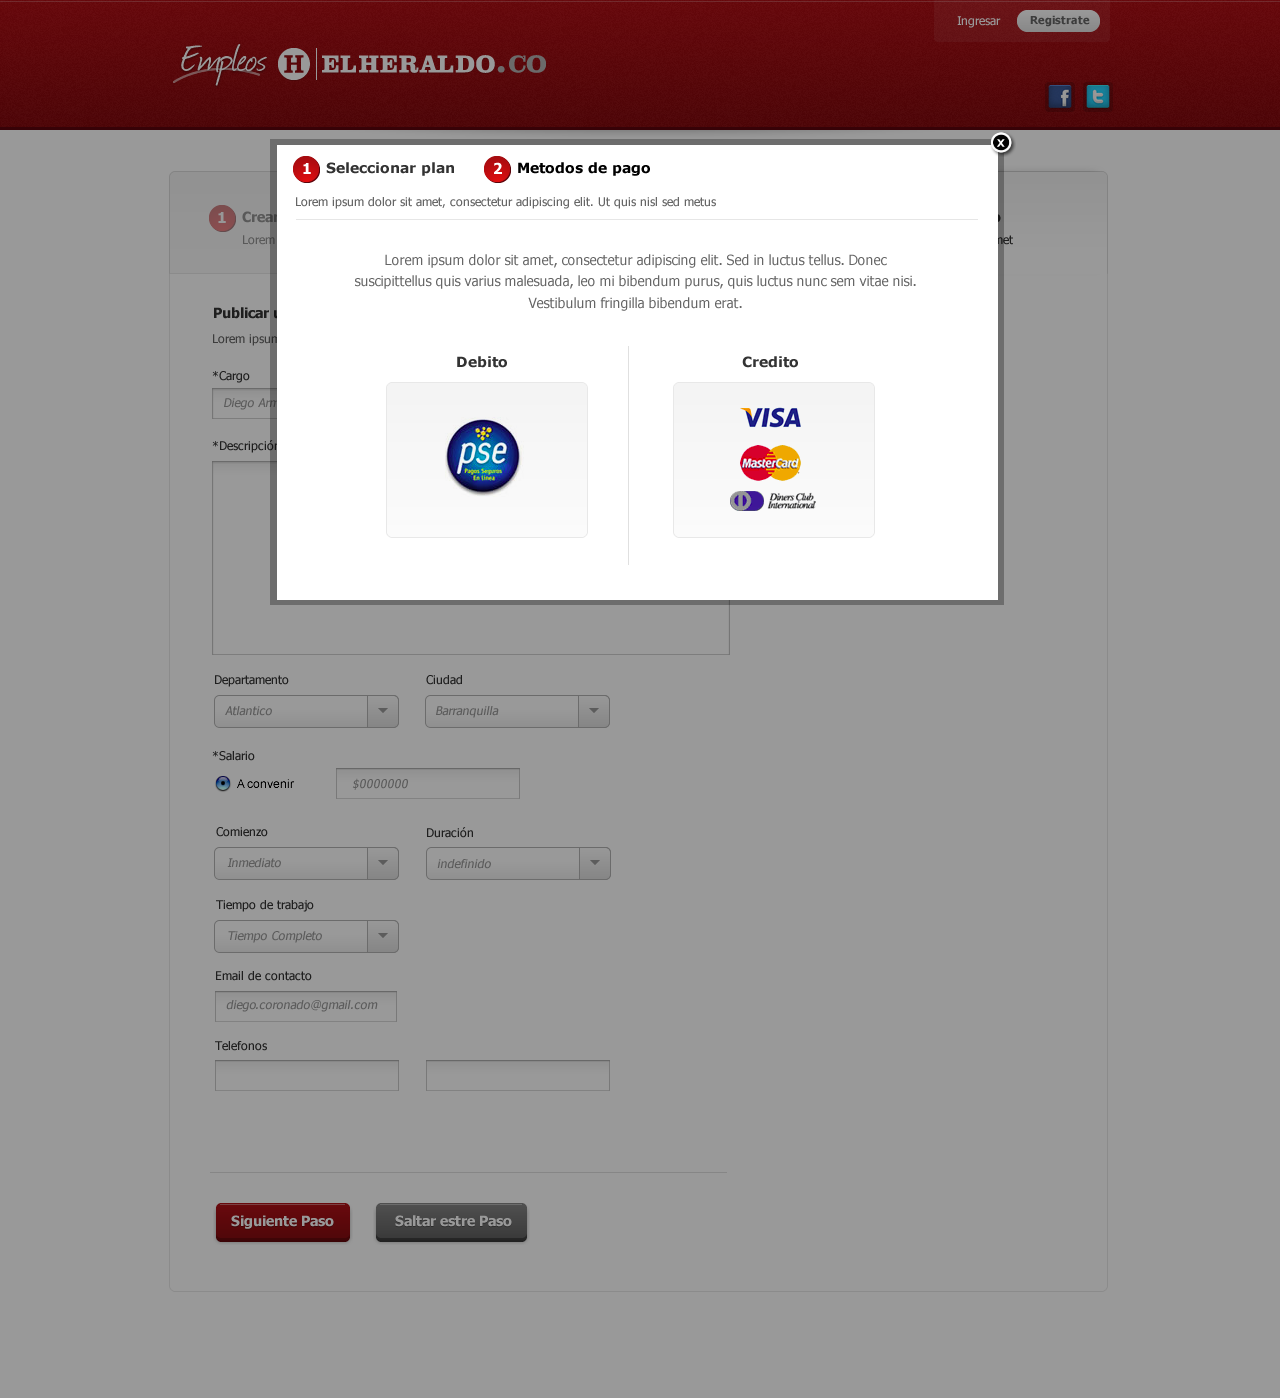 Ingresar
Registrate
Empleos H ELHERALDO.CO
1 Seleccionar plan
2 Metodos de pago
Lorem ipsum dolor sit amet, consectetur adipiscing elit. Ut quis nisl sed metus
1
Lorem
Lorem ipsum dolor sit amet, consectetur adipiscing elit. Sed in luctus tellus. Donec
suscipittellus quis varius malesuada, leo mi bibendum purus, quis luctus nunc sem vitae nisi.
Vestibulum fringilla bibendum erat.
Publicar
Lorem ipsum
Debito
Credito
*Cargo
Diego
*Descripción
pse
Pagos Seguros
En linea
VISA
MasterCard
Diners Club
International
Departamento
Ciudad
Atlantico
Barranquilla
*Salario
A convenir
$0000000
Comienzo
Duración
Inmediato
indefinido
Tiempo de trabajo
Tiempo Completo
Email de contacto
diego.coronado@gmail.com
Telefonos
Siguiente Paso
Saltar estre Paso